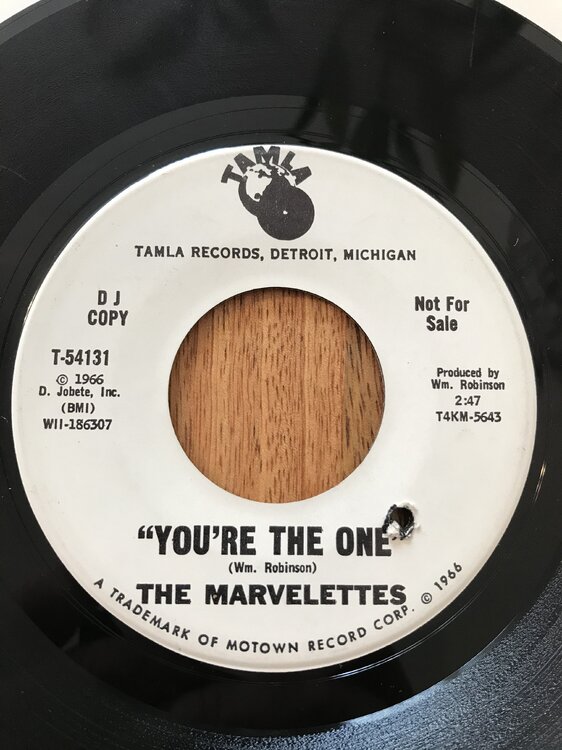 TAMLA
TAMLA RECORDS, DETROIT, MICHIGAN
D J
COPY
Not For
Sale
T-54131
© 1966
D. Jobete, Inc.
(BMI)
WII-186307
Produced by
Wm. Robinson
2:47
T4KM-5643
"YOU'RE THE ONE
(Wm. Robinson)
THE MARVELETTES
A TRADEMARK OF MOTOWN RECORD CORP. © 1966